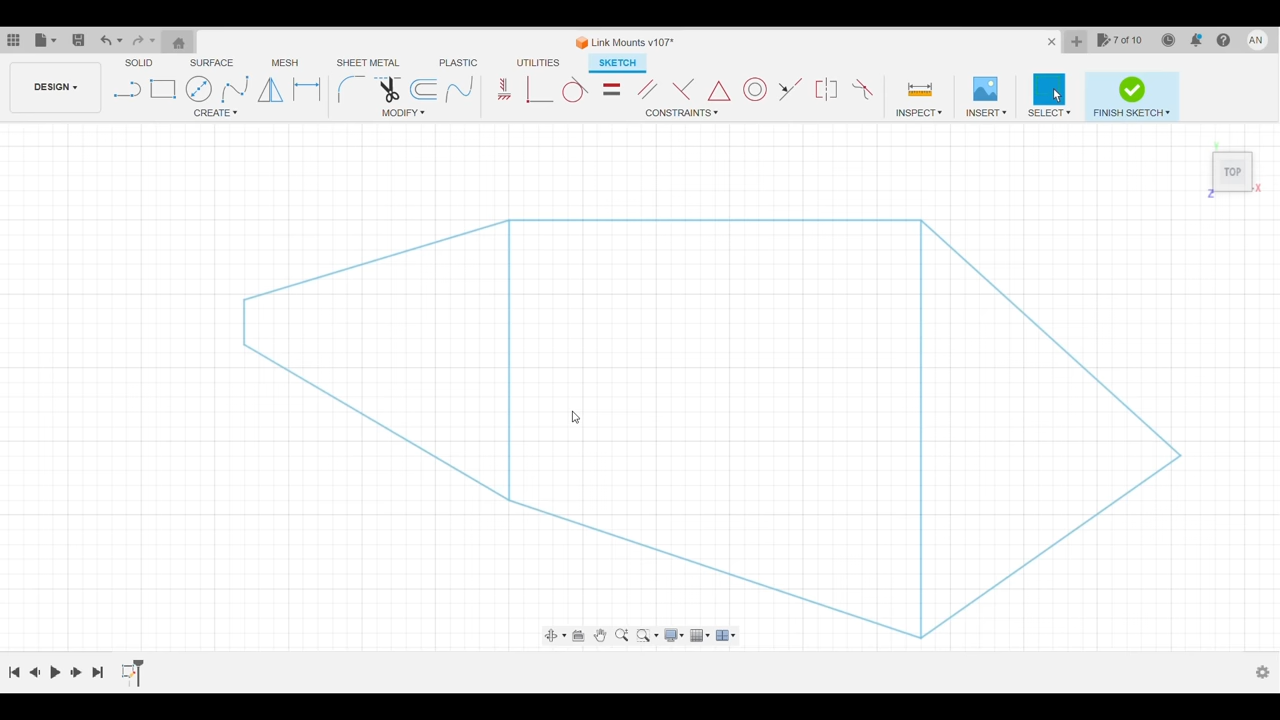 Link Mounts v107*
7 of 10
AN
SOLID SURFACE MESH SHEET METAL PLASTIC UTILITIES SKETCH
DESIGN
CREATE MODIFY CONSTRAINTS INSPECT INSERT SELECT FINISH SKETCH
Y
TOP
X
Z